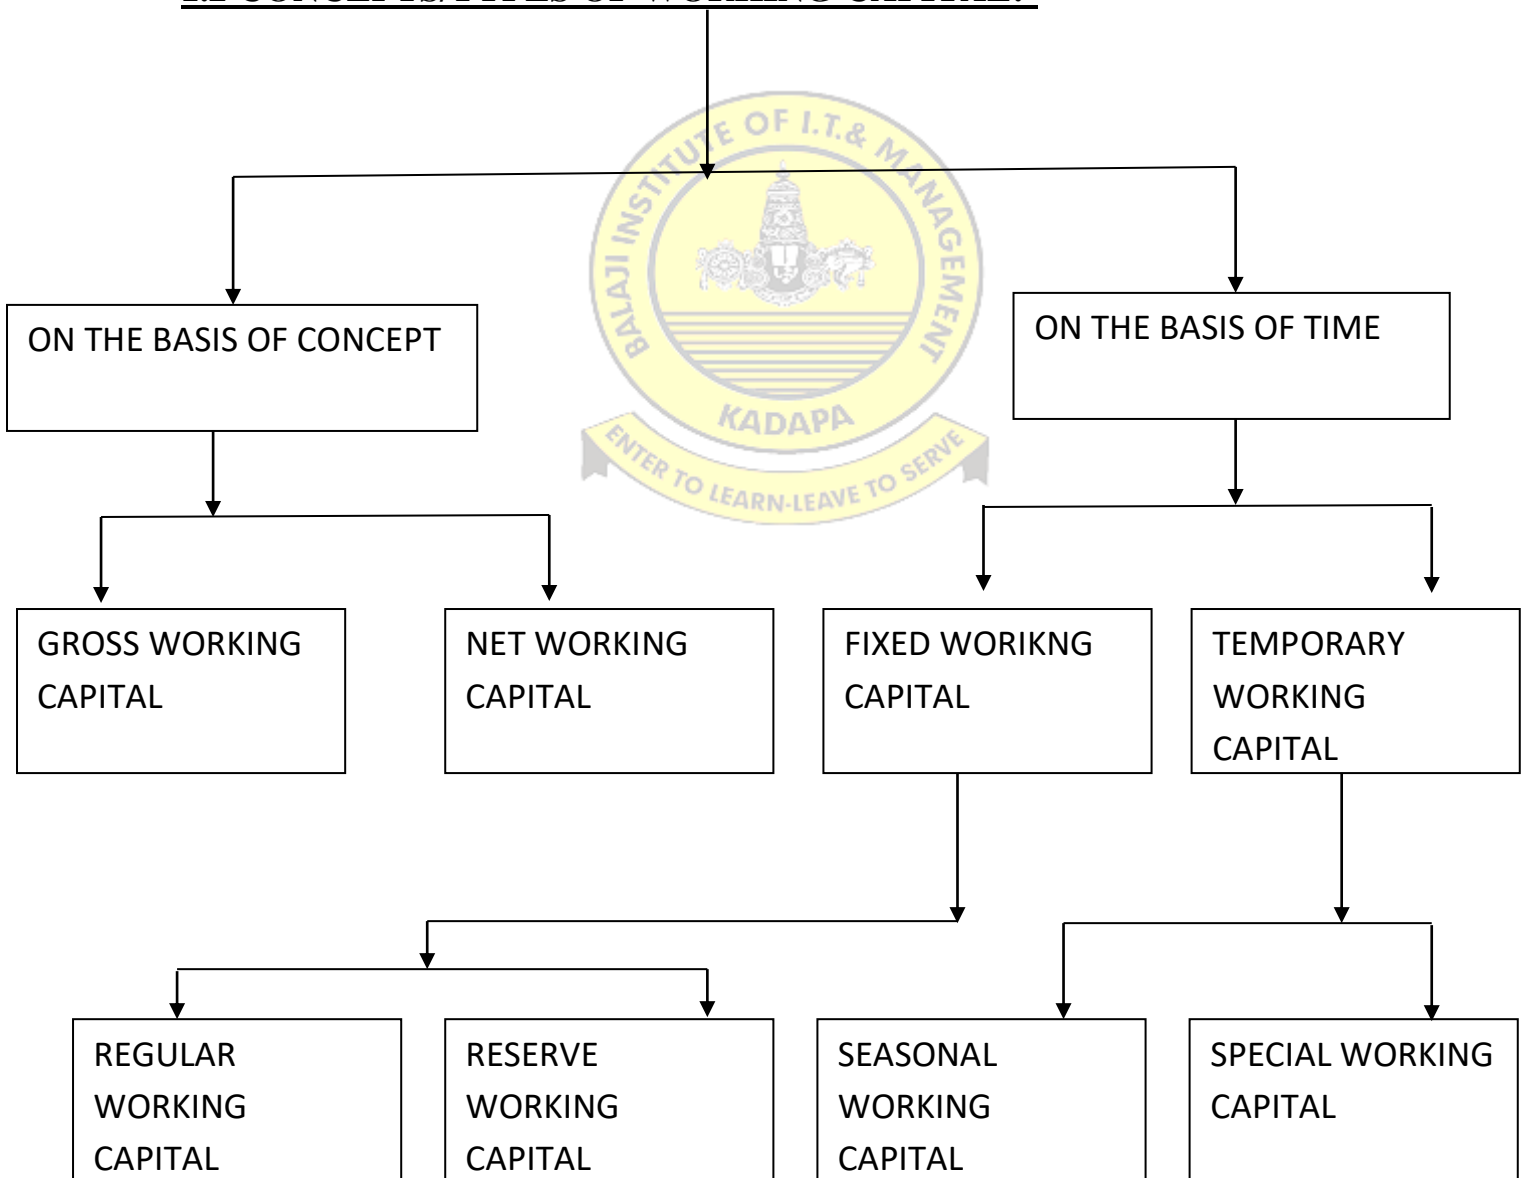 ON THE BASIS OF CONCEPT
ON THE BASIS OF TIME
BALAJI INSTITUTE OF I.T.& MANAGEMENT
KADAPA
ENTER TO LEARN-LEAVE TO SERVE
GROSS WORKING
CAPITAL
NET WORKING
CAPITAL
FIXED WORIKNG
CAPITAL
TEMPORARY
WORKING
CAPITAL
REGULAR
WORKING
CAPITAL
RESERVE
WORKING
CAPITAL
SEASONAL
WORKING
CAPITAL
SPECIAL WORKING
CAPITAL